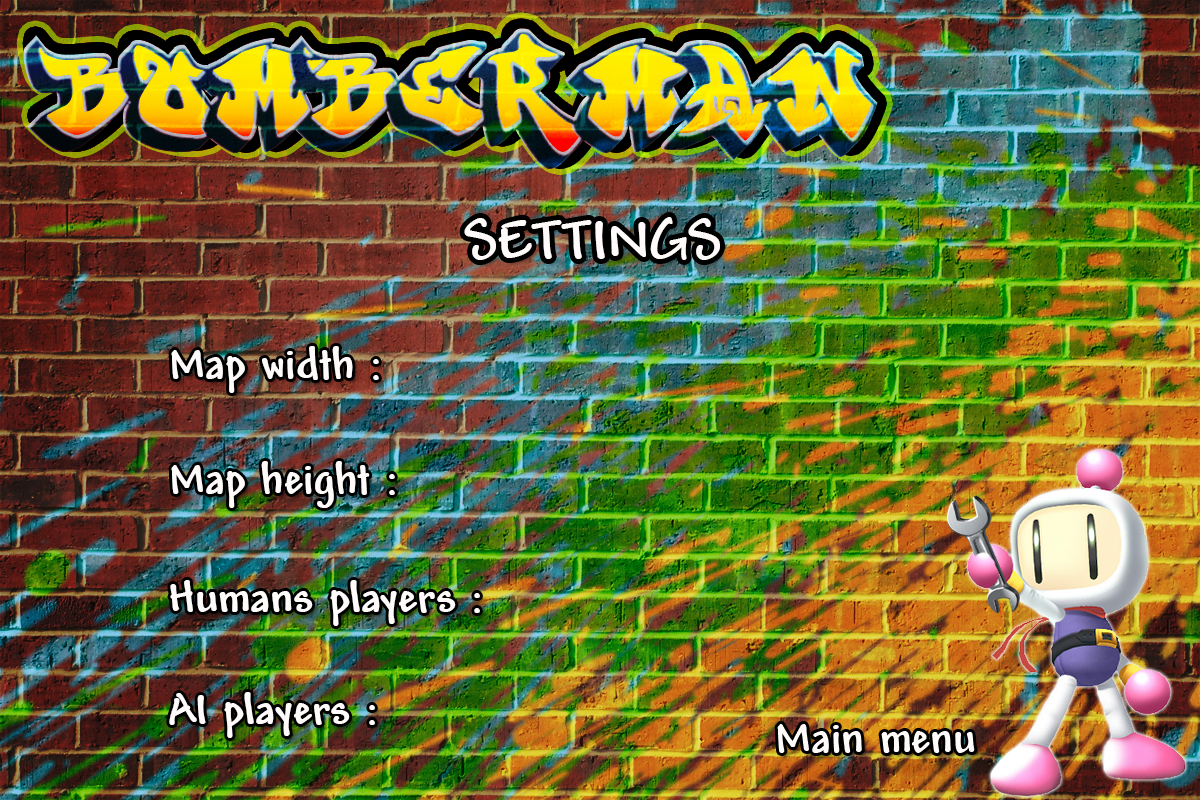 BOMBERMAN
SETTINGS
Map width :
Map height :
Humans players :
AI players :
Main menu